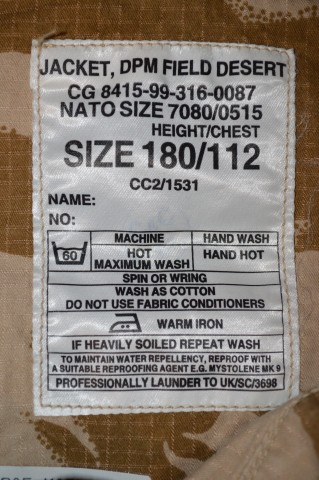 JACKET, DPM FIELD DESERT
CG 8415-99-316-0087
NATO SIZE 7080/0515
HEIGHT/CHEST
SIZE 180/112
CC2/1531
NAME:
NO:
60
MACHINE
HAND WASH
HOT
MAXIMUM WASH
HAND HOT
SPIN OR WRING
WASH AS COTTON
DO NOT USE FABRIC CONDITIONERS
WARM IRON
IF HEAVILY SOILED REPEAT WASH
TO MAINTAIN WATER REPELLENCY, REPROOF WITH
A SUITABLE REPROOFING AGENT E.G. MYSTOLENE MK 9
PROFESSIONALLY LAUNDER TO UK/SC/3698